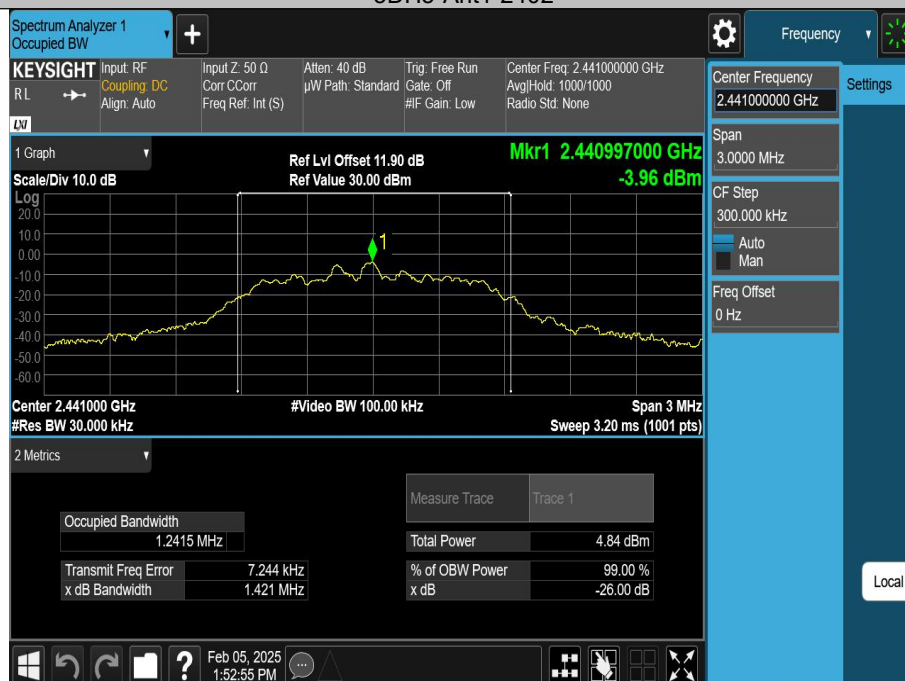 Spectrum Analyzer 1
Occupied BW
Frequency
KEYSIGHT
RL
LXI
Input: RF
Coupling: DC
Align: Auto
Input Z: 50 Ω
Corr CCorr
Freq Ref: Int (S)
Atten: 40 dB
µW Path: Standard
Trig: Free Run
Gate: Off
#IF Gain: Low
Center Freq: 2.441000000 GHz
Avg|Hold: 1000/1000
Radio Std: None
Center Frequency
2.441000000 GHz
Settings
Span
3.0000 MHz
CF Step
300.000 kHz
Auto
Man
Freq Offset
0 Hz
Local
1 Graph
Scale/Div 10.0 dB
Ref Lvl Offset 11.90 dB
Ref Value 30.00 dBm
Mkr1 2.440997000 GHz
-3.96 dBm
Log
20.0
10.0
0.00
-10.0
-20.0
-30.0
-40.0
-50.0
-60.0
1
Center 2.441000 GHz
#Video BW 100.00 kHz
Span 3 MHz
#Res BW 30.000 kHz
Sweep 3.20 ms (1001 pts)
2 Metrics
Measure Trace
Trace 1
Occupied Bandwidth
1.2415 MHz
Total Power
4.84 dBm
Transmit Freq Error
7.244 kHz
% of OBW Power
99.00 %
x dB Bandwidth
1.421 MHz
x dB
-26.00 dB
?
Feb 05, 2025
1:52:55 PM